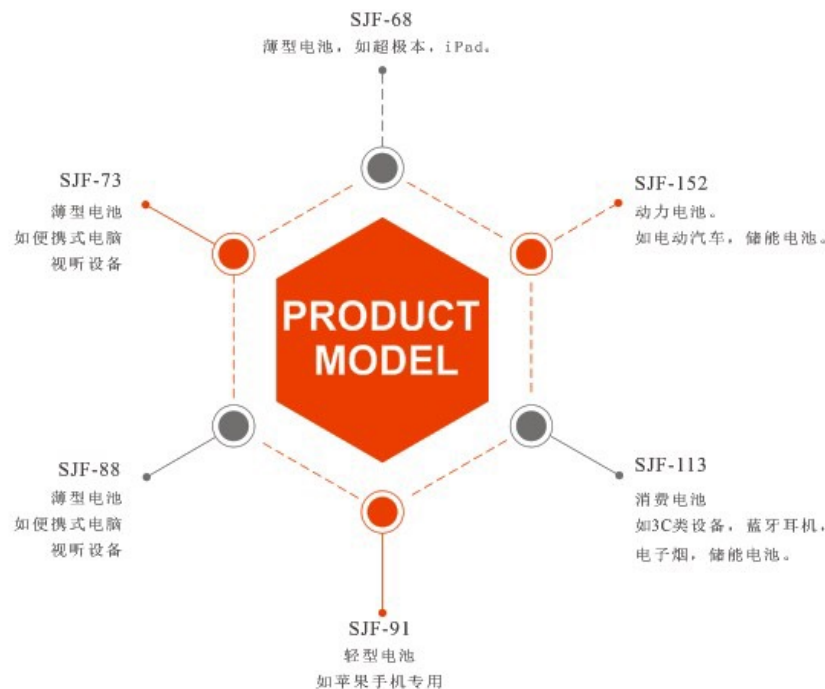 SJF-68
薄型电池，如超极本，iPad。
SJF-73
薄型电池
如便携式电脑
视听设备
SJF-152
动力电池。
如电动汽车，储能电池。
PRODUCT
MODEL
SJF-88
薄型电池
如便携式电脑
视听设备
SJF-113
消费电池
如3C类设备，蓝牙耳机，
电子烟，储能电池。
SJF-91
轻型电池
如苹果手机专用